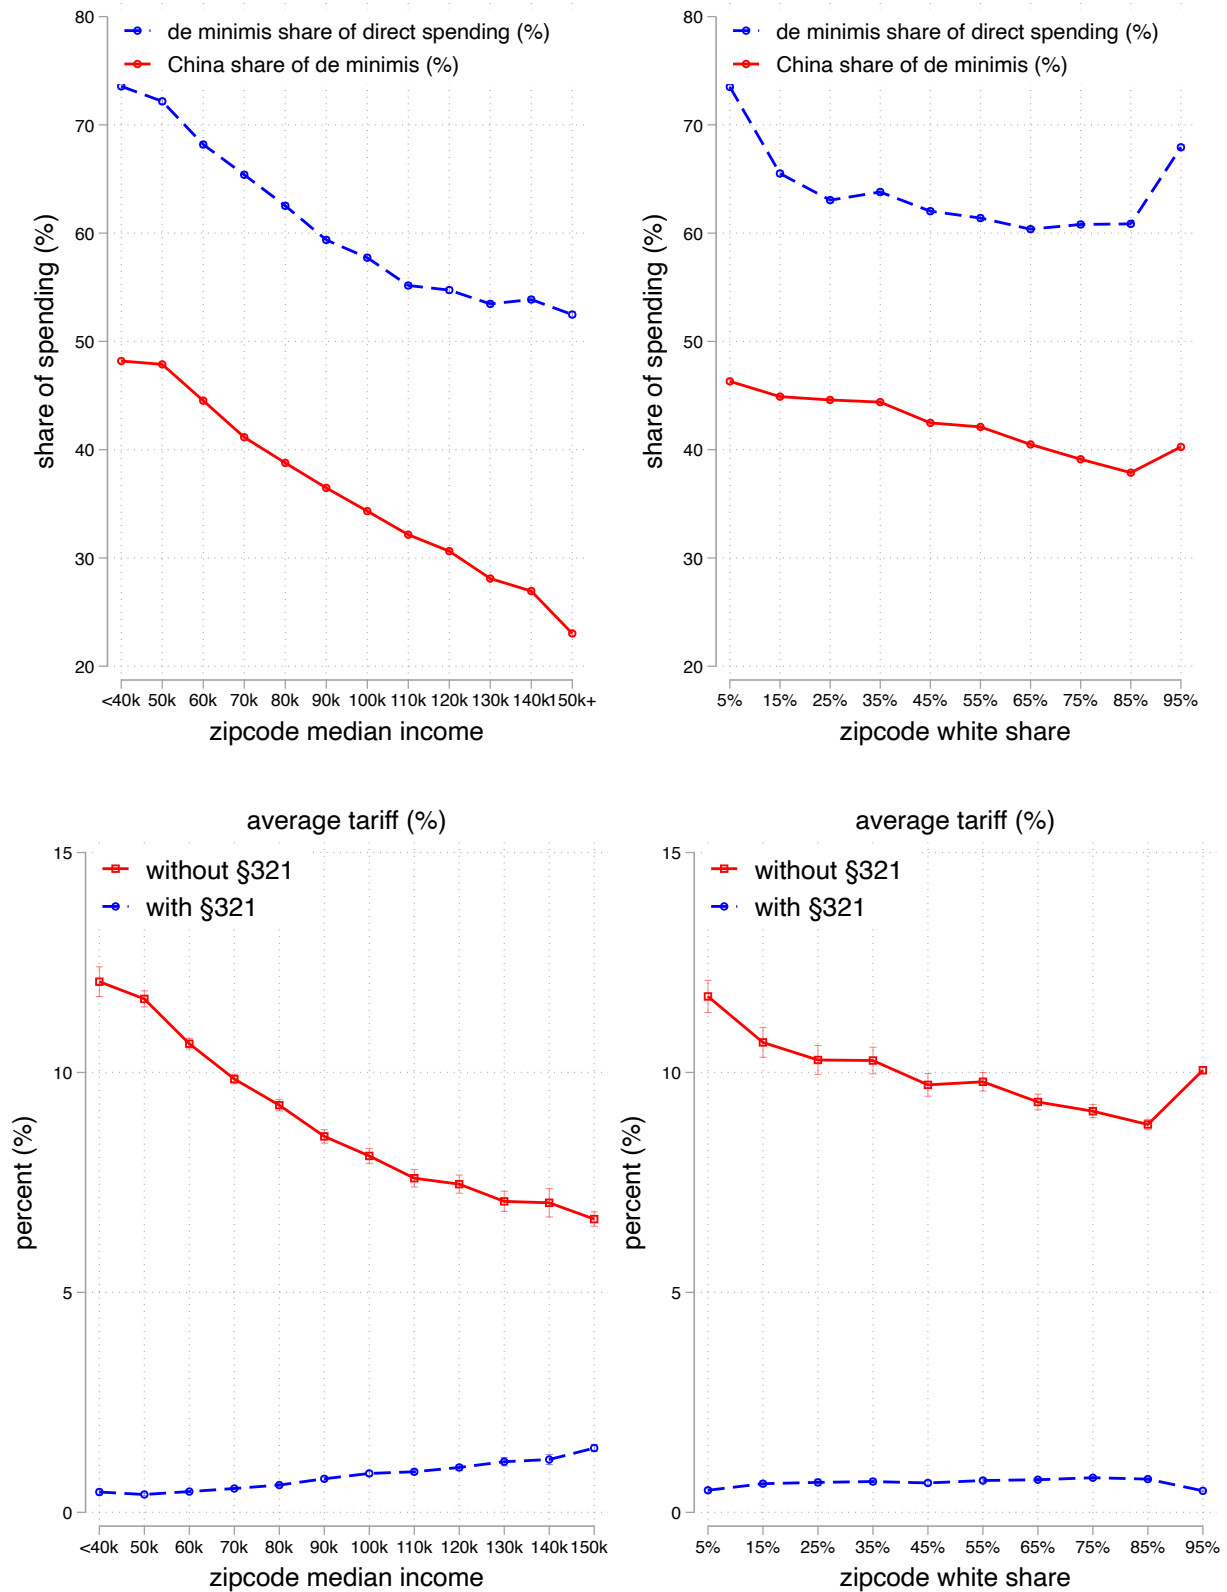 de minimis share of direct spending (%)
China share of de minimis (%)
80
70
60
50
40
30
20
share of spending (%)
<40k 50k 60k 70k 80k 90k 100k 110k 120k 130k 140k 150k+
zipcode median income
de minimis share of direct spending (%)
China share of de minimis (%)
80
70
60
50
40
30
20
share of spending (%)
5% 15% 25% 35% 45% 55% 65% 75% 85% 95%
zipcode white share
average tariff (%)
without §321
with §321
15
10
5
0
percent (%)
<40k 50k 60k 70k 80k 90k 100k 110k 120k 130k 140k 150k
zipcode median income
average tariff (%)
without §321
with §321
15
10
5
0
percent (%)
5% 15% 25% 35% 45% 55% 65% 75% 85% 95%
zipcode white share